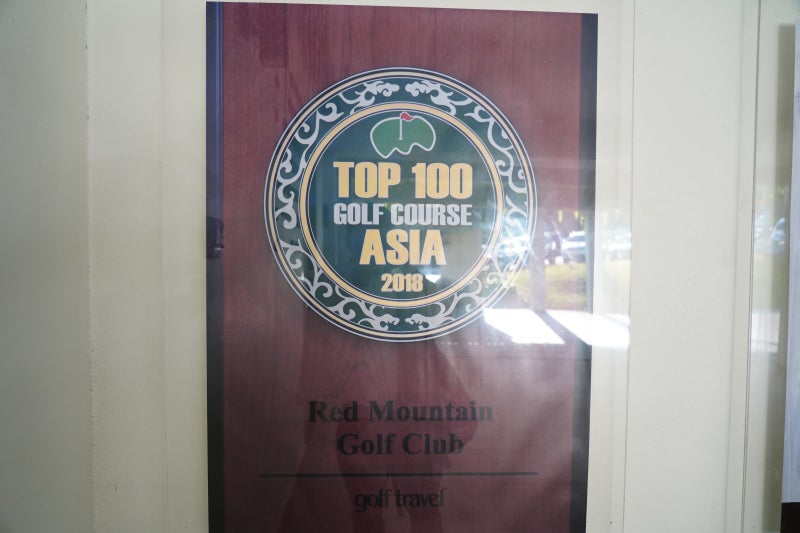 TOP 100
GOLF COURSE
ASIA
2018
Red Mountain
Golf Club
golf travel